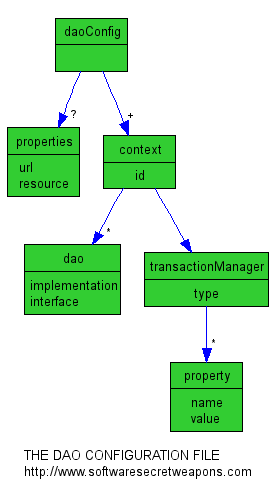 daoConfig
?
+
properties
url
resource
context
id
*
dao
implementation
interface
transactionManager
type
*
property
name
value
THE DAO CONFIGURATION FILE
http://www.softwaresecretweapons.com